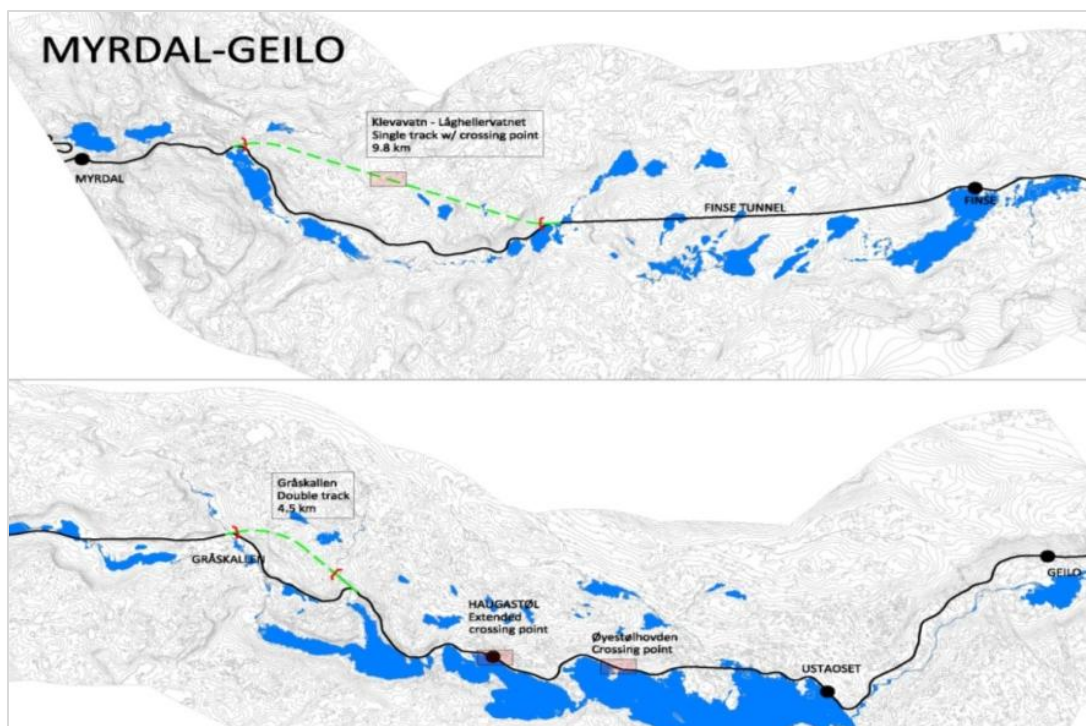 MYRDAL-GEILO
Klevavatn - Låghellervatnet
Single track w/ crossing point
9.8 km
MYRDAL
FINSE TUNNEL
FINSE
Gråskallen
Double track
4.5 km
GRÅSKALLEN
HAUGASTØL
Extended
crossing point
Øyestølhovden
Crossing point
USTAOSET
GEILO